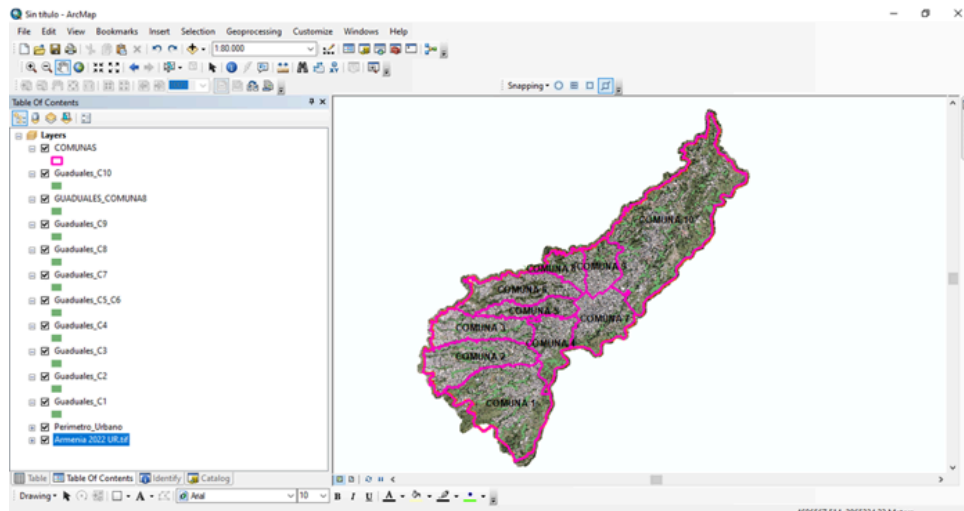 Sin título - ArcMap
File Edit View Bookmarks Insert Selection Geoprocessing Customize Windows Help
1:80.000
Snapping
Table Of Contents
Layers
COMUNAS
Guaduales_C10
GUADUALES_COMUNA8
Guaduales_C9
Guaduales_C8
Guaduales_C7
Guaduales_C5_C6
Guaduales_C4
Guaduales_C3
Guaduales_C2
Guaduales_C1
Perimetro_Urbano
Armenia 2022 UR.tif
COMUNA 10
COMUNA
COMUNA
COMUNA 6
COMUNA 5
COMUNA 7
COMUNA 3
COMUNA
COMUNA 2
COMUNA 1
Table Table Of Contents Identify Catalog
Drawing A Arial 10 B I U A